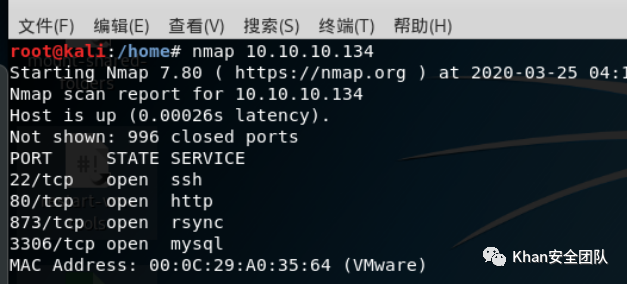 文件(F) 编辑(E) 查看(V) 搜索(S) 终端(T) 帮助(H)
root@kali:/home# nmap 10.10.10.134
Starting Nmap 7.80 ( https://nmap.org ) at 2020-03-25 04:1
Nmap scan report for 10.10.10.134
Host is up (0.00026s latency).
Not shown: 996 closed ports
PORT STATE SERVICE
22/tcp open ssh
80/tcp open http
873/tcp open rsync
3306/tcp open mysql
MAC Address: 00:0C:29:A0:35:64 (VMware)
Khan安全团队